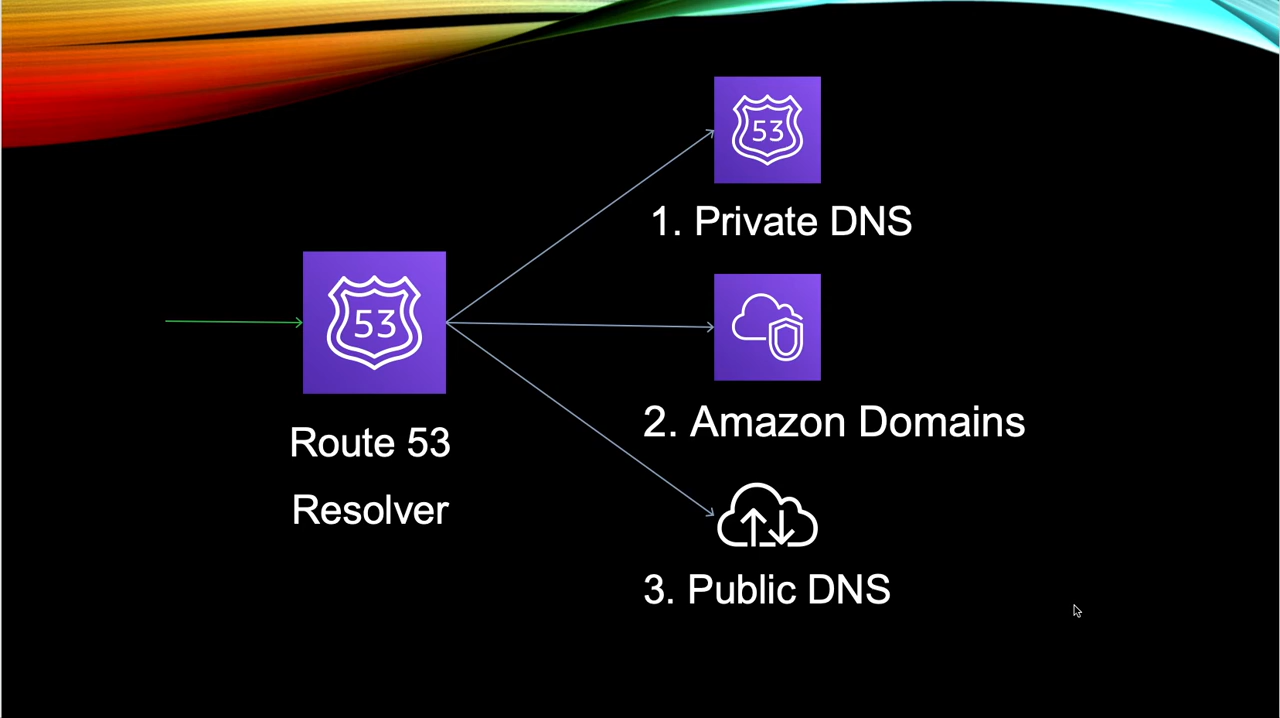 53
1. Private DNS
53
Route 53
Resolver
2. Amazon Domains
3. Public DNS